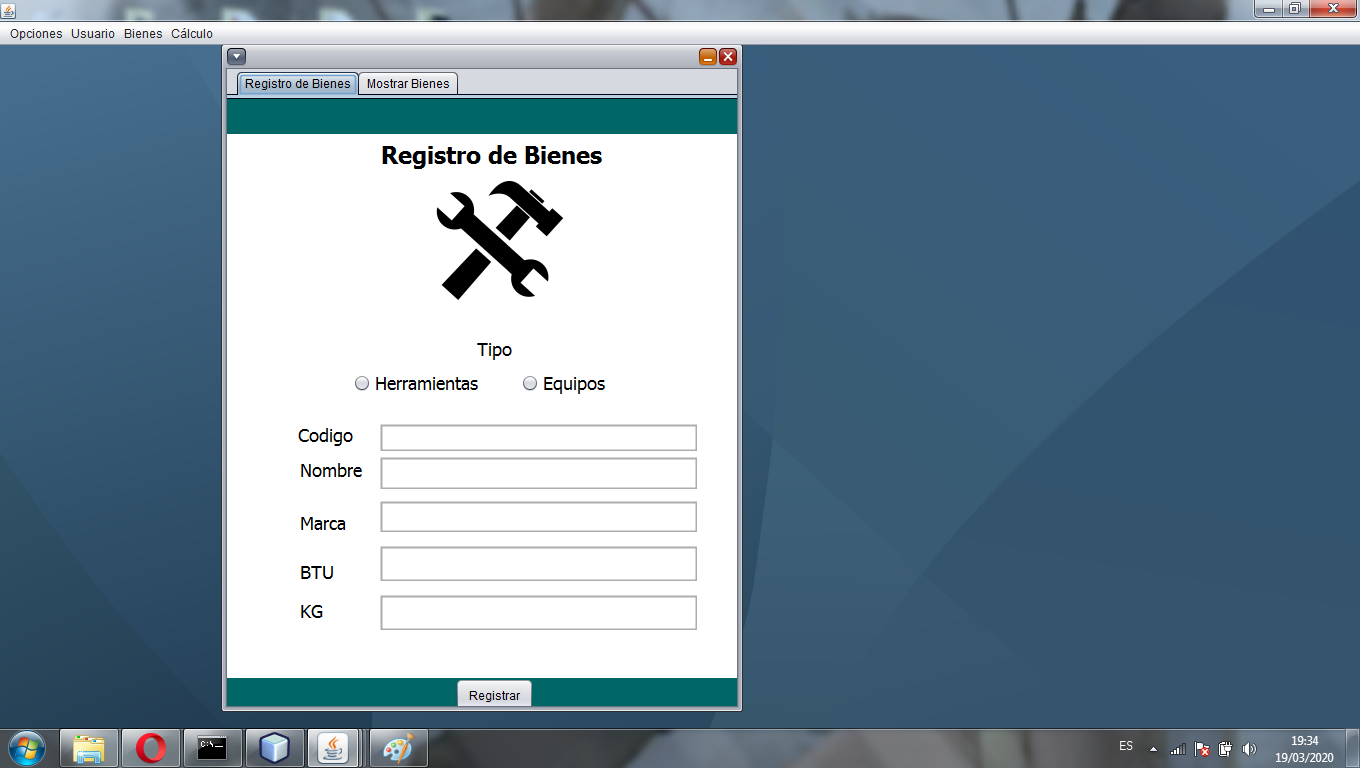 Opciones Usuario Bienes Cálculo
Registro de Bienes Mostrar Bienes
Registro de Bienes
Tipo
Herramientas Equipos
Codigo
Nombre
Marca
BTU
KG
Registrar
C:\_
ES 19:34
19/03/2020